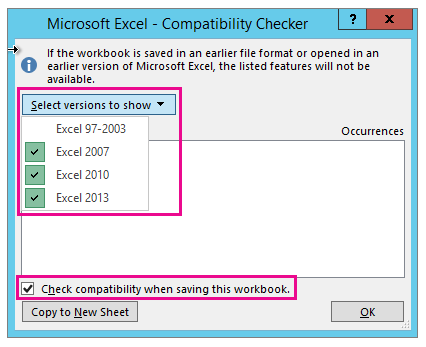 Microsoft Excel - Compatibility Checker
?
X
If the workbook is saved in an earlier file format or opened in an
earlier version of Microsoft Excel, the listed features will not be
available.
Select versions to show
Excel 97-2003
Occurrences
Excel 2007
Excel 2010
Excel 2013
Check compatibility when saving this workbook.
Copy to New Sheet
OK